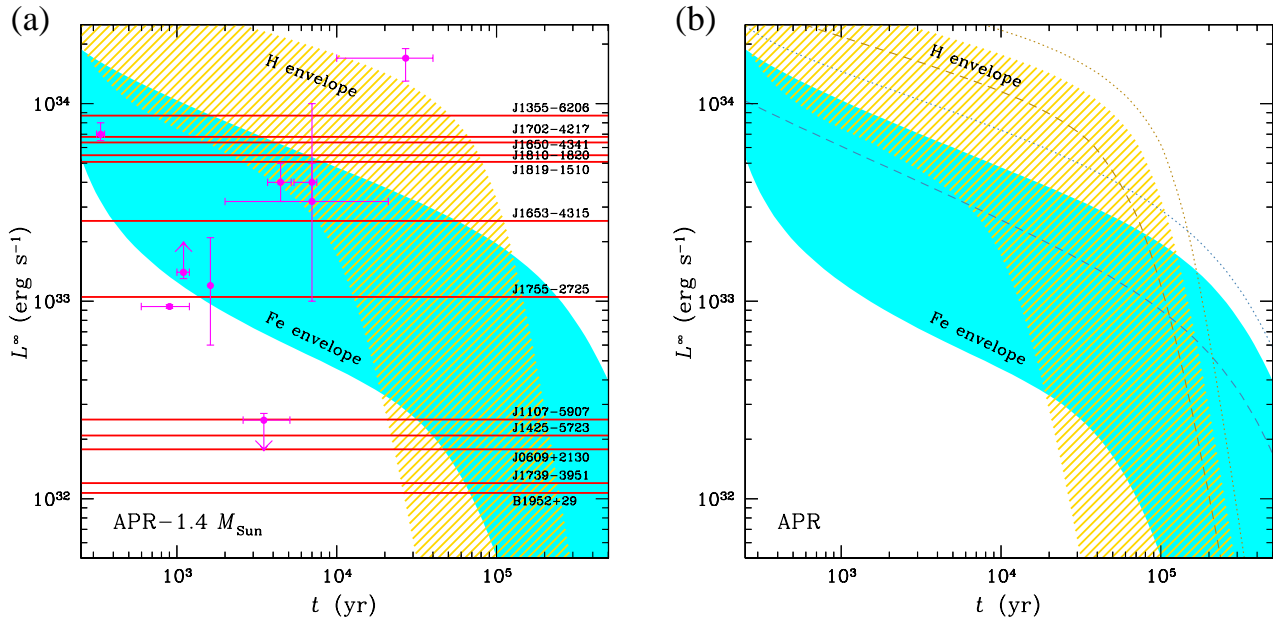 (a)
H envelope
J1355−6206
J1702−4217
J1650−4341
J1810−1820
J1819−1510
J1653−4315
J1755−2725
Fe envelope
J1107−5907
J1425−5723
J0609+2130
J1739−3951
B1952+29
APR−1.4 M_Sun
10^34
10^33
10^32
L^∞ (erg s^−1)
10^3
10^4
10^5
t (yr)
(b)
H envelope
Fe envelope
APR
10^34
10^33
10^32
L^∞ (erg s^−1)
10^3
10^4
10^5
t (yr)